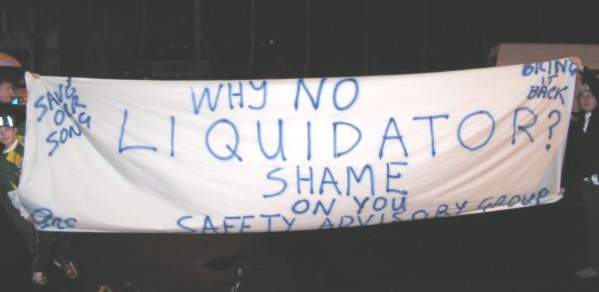 SAVE
OUR
SONG
WHY NO
LIQUIDATOR?
SHAME
ON YOU
SAFETY ADVISORY GROUP
BRING
IT
BACK